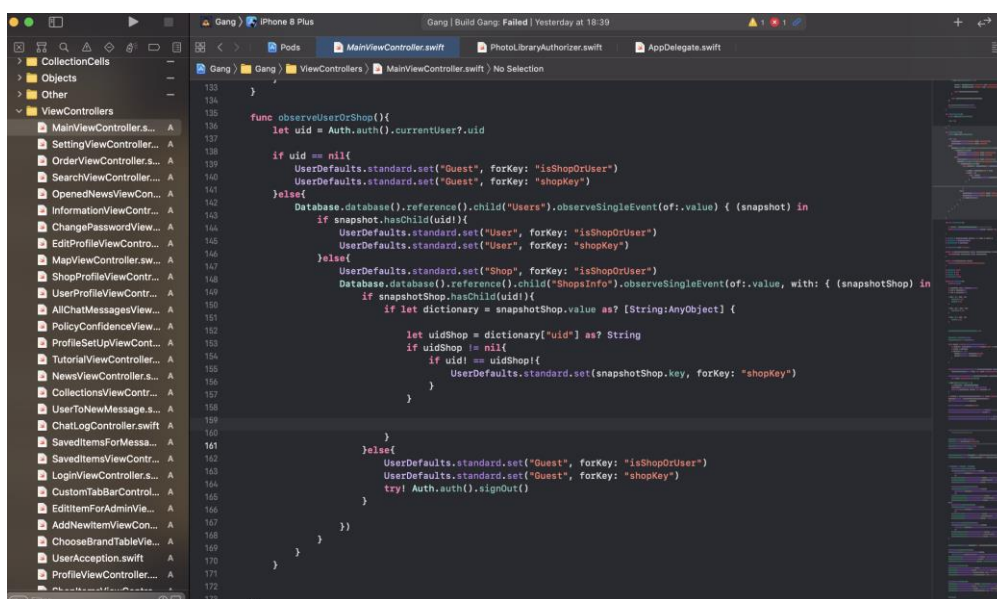 Gang 〉 iPhone 8 Plus
Gang | Build Gang: Failed | Yesterday at 18:39
1
1
Pods
MainViewController.swift
PhotoLibraryAuthorizer.swift
AppDelegate.swift
Gang 〉 Gang 〉 ViewControllers 〉 MainViewController.swift 〉 No Selection
CollectionCells
Objects
Other
ViewControllers
MainViewController.s... A
SettingViewController... A
OrderViewController.s... A
SearchViewController.... A
OpenedNewsViewCon... A
InformationViewContr... A
ChangePasswordView... A
EditProfileViewContro... A
MapViewController.sw... A
ShopProfileViewContr... A
UserProfileViewContr... A
AllChatMessagesView... A
PolicyConfidenceView... A
ProfileSetUpViewCont... A
TutorialViewController... A
NewsViewController.s... A
CollectionsViewContr... A
UserToNewMessage.s... A
ChatLogController.swift A
SavedItemsForMessa... A
SavedItemsViewContr... A
LoginViewController.s... A
CustomTabBarControl... A
EditItemForAdminVie... A
AddNewItemViewCon... A
ChooseBrandTableVie... A
UserAcception.swift A
ProfileViewController.... A
133 }
134
135 func observeUserOrShop(){
136 let uid = Auth.auth().currentUser?.uid
137
138 if uid == nil{
139 UserDefaults.standard.set("Guest", forKey: "isShopOrUser")
140 UserDefaults.standard.set("Guest", forKey: "shopKey")
141 }else{
142 Database.database().reference().child("Users").observeSingleEvent(of:.value) { (snapshot) in
143 if snapshot.hasChild(uid!){
144 UserDefaults.standard.set("User", forKey: "isShopOrUser")
145 UserDefaults.standard.set("User", forKey: "shopKey")
146 }else{
147 UserDefaults.standard.set("Shop", forKey: "isShopOrUser")
148 Database.database().reference().child("ShopsInfo").observeSingleEvent(of:.value, with: { (snapshotShop) in
149 if snapshotShop.hasChild(uid!){
150 if let dictionary = snapshotShop.value as? [String:AnyObject] {
151
152 let uidShop = dictionary["uid"] as? String
153 if uidShop != nil{
154 if uid! == uidShop!{
155 UserDefaults.standard.set(snapshotShop.key, forKey: "shopKey")
156 }
157 }
158
159
160 }
161 }else{
162 UserDefaults.standard.set("Guest", forKey: "isShopOrUser")
163 UserDefaults.standard.set("Guest", forKey: "shopKey")
164 try! Auth.auth().signOut()
165 }
166
167 })
168 }
169 }
170 }
171
172